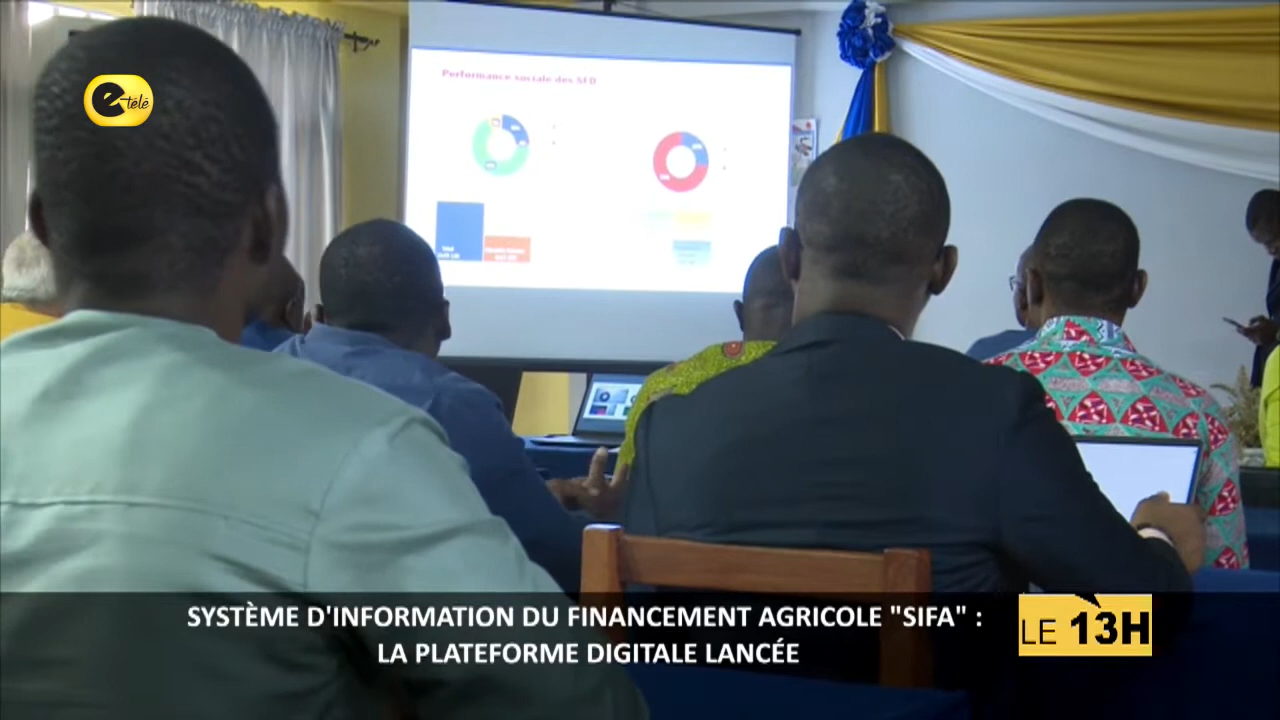 e-télé
Performance sociale des SFD
SYSTÈME D'INFORMATION DU FINANCEMENT AGRICOLE "SIFA" :
LA PLATEFORME DIGITALE LANCÉE
LE 13H